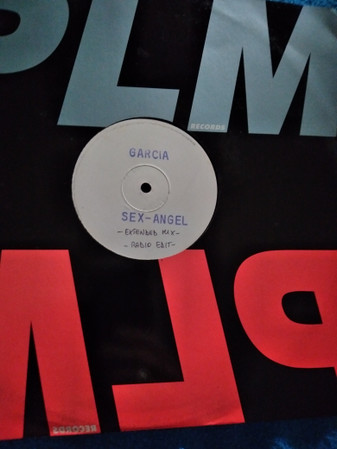 PLM
RECORDS
GARCIA
SEX-ANGEL
-EXTENDED MIX-
- RADIO EDIT-
PLM
RECORDS